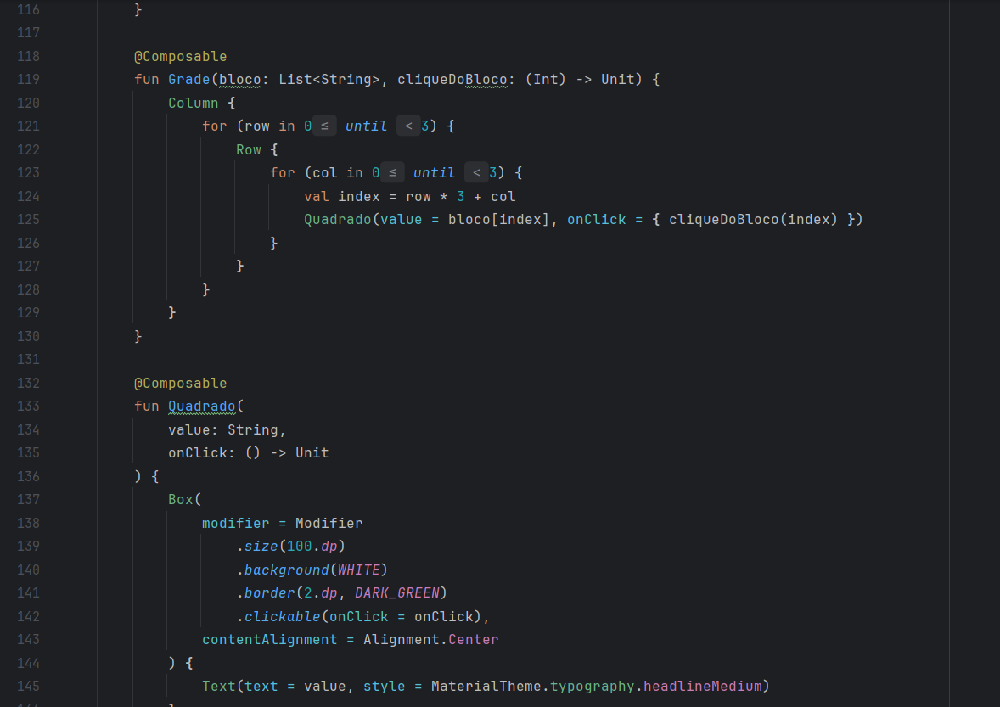 116 }
117
118 @Composable
119 fun Grade(bloco: List<String>, cliqueDoBloco: (Int) -> Unit) {
120 Column {
121 for (row in 0 ≤ until < 3) {
122 Row {
123 for (col in 0 ≤ until < 3) {
124 val index = row * 3 + col
125 Quadrado(value = bloco[index], onClick = { cliqueDoBloco(index) })
126 }
127 }
128 }
129 }
130 }
131
132 @Composable
133 fun Quadrado(
134 value: String,
135 onClick: () -> Unit
136 ) {
137 Box(
138 modifier = Modifier
139 .size(100.dp)
140 .background(WHITE)
141 .border(2.dp, DARK_GREEN)
142 .clickable(onClick = onClick),
143 contentAlignment = Alignment.Center
144 ) {
145 Text(text = value, style = MaterialTheme.typography.headlineMedium)